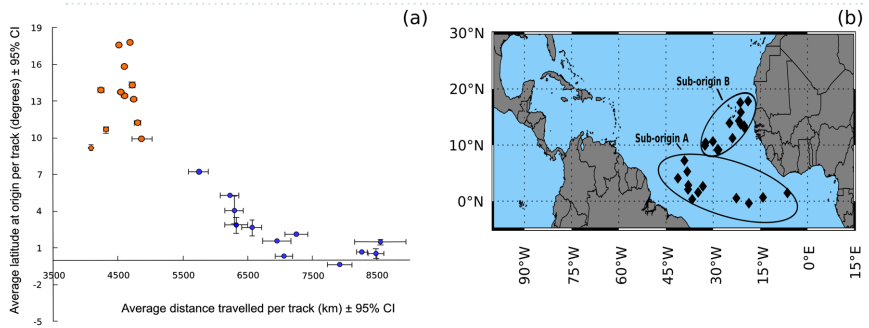 (a)
Average latitude at origin per track (degrees) ± 95% CI
19
16
13
10
7
4
1
-2
-5
3500
4500
5500
6500
7500
8500
Average distance travelled per track (km) ± 95% CI
(b)
30°N
20°N
10°N
0°N
Sub-origin B
Sub-origin A
90°W
75°W
60°W
45°W
30°W
15°W
0°E
15°E